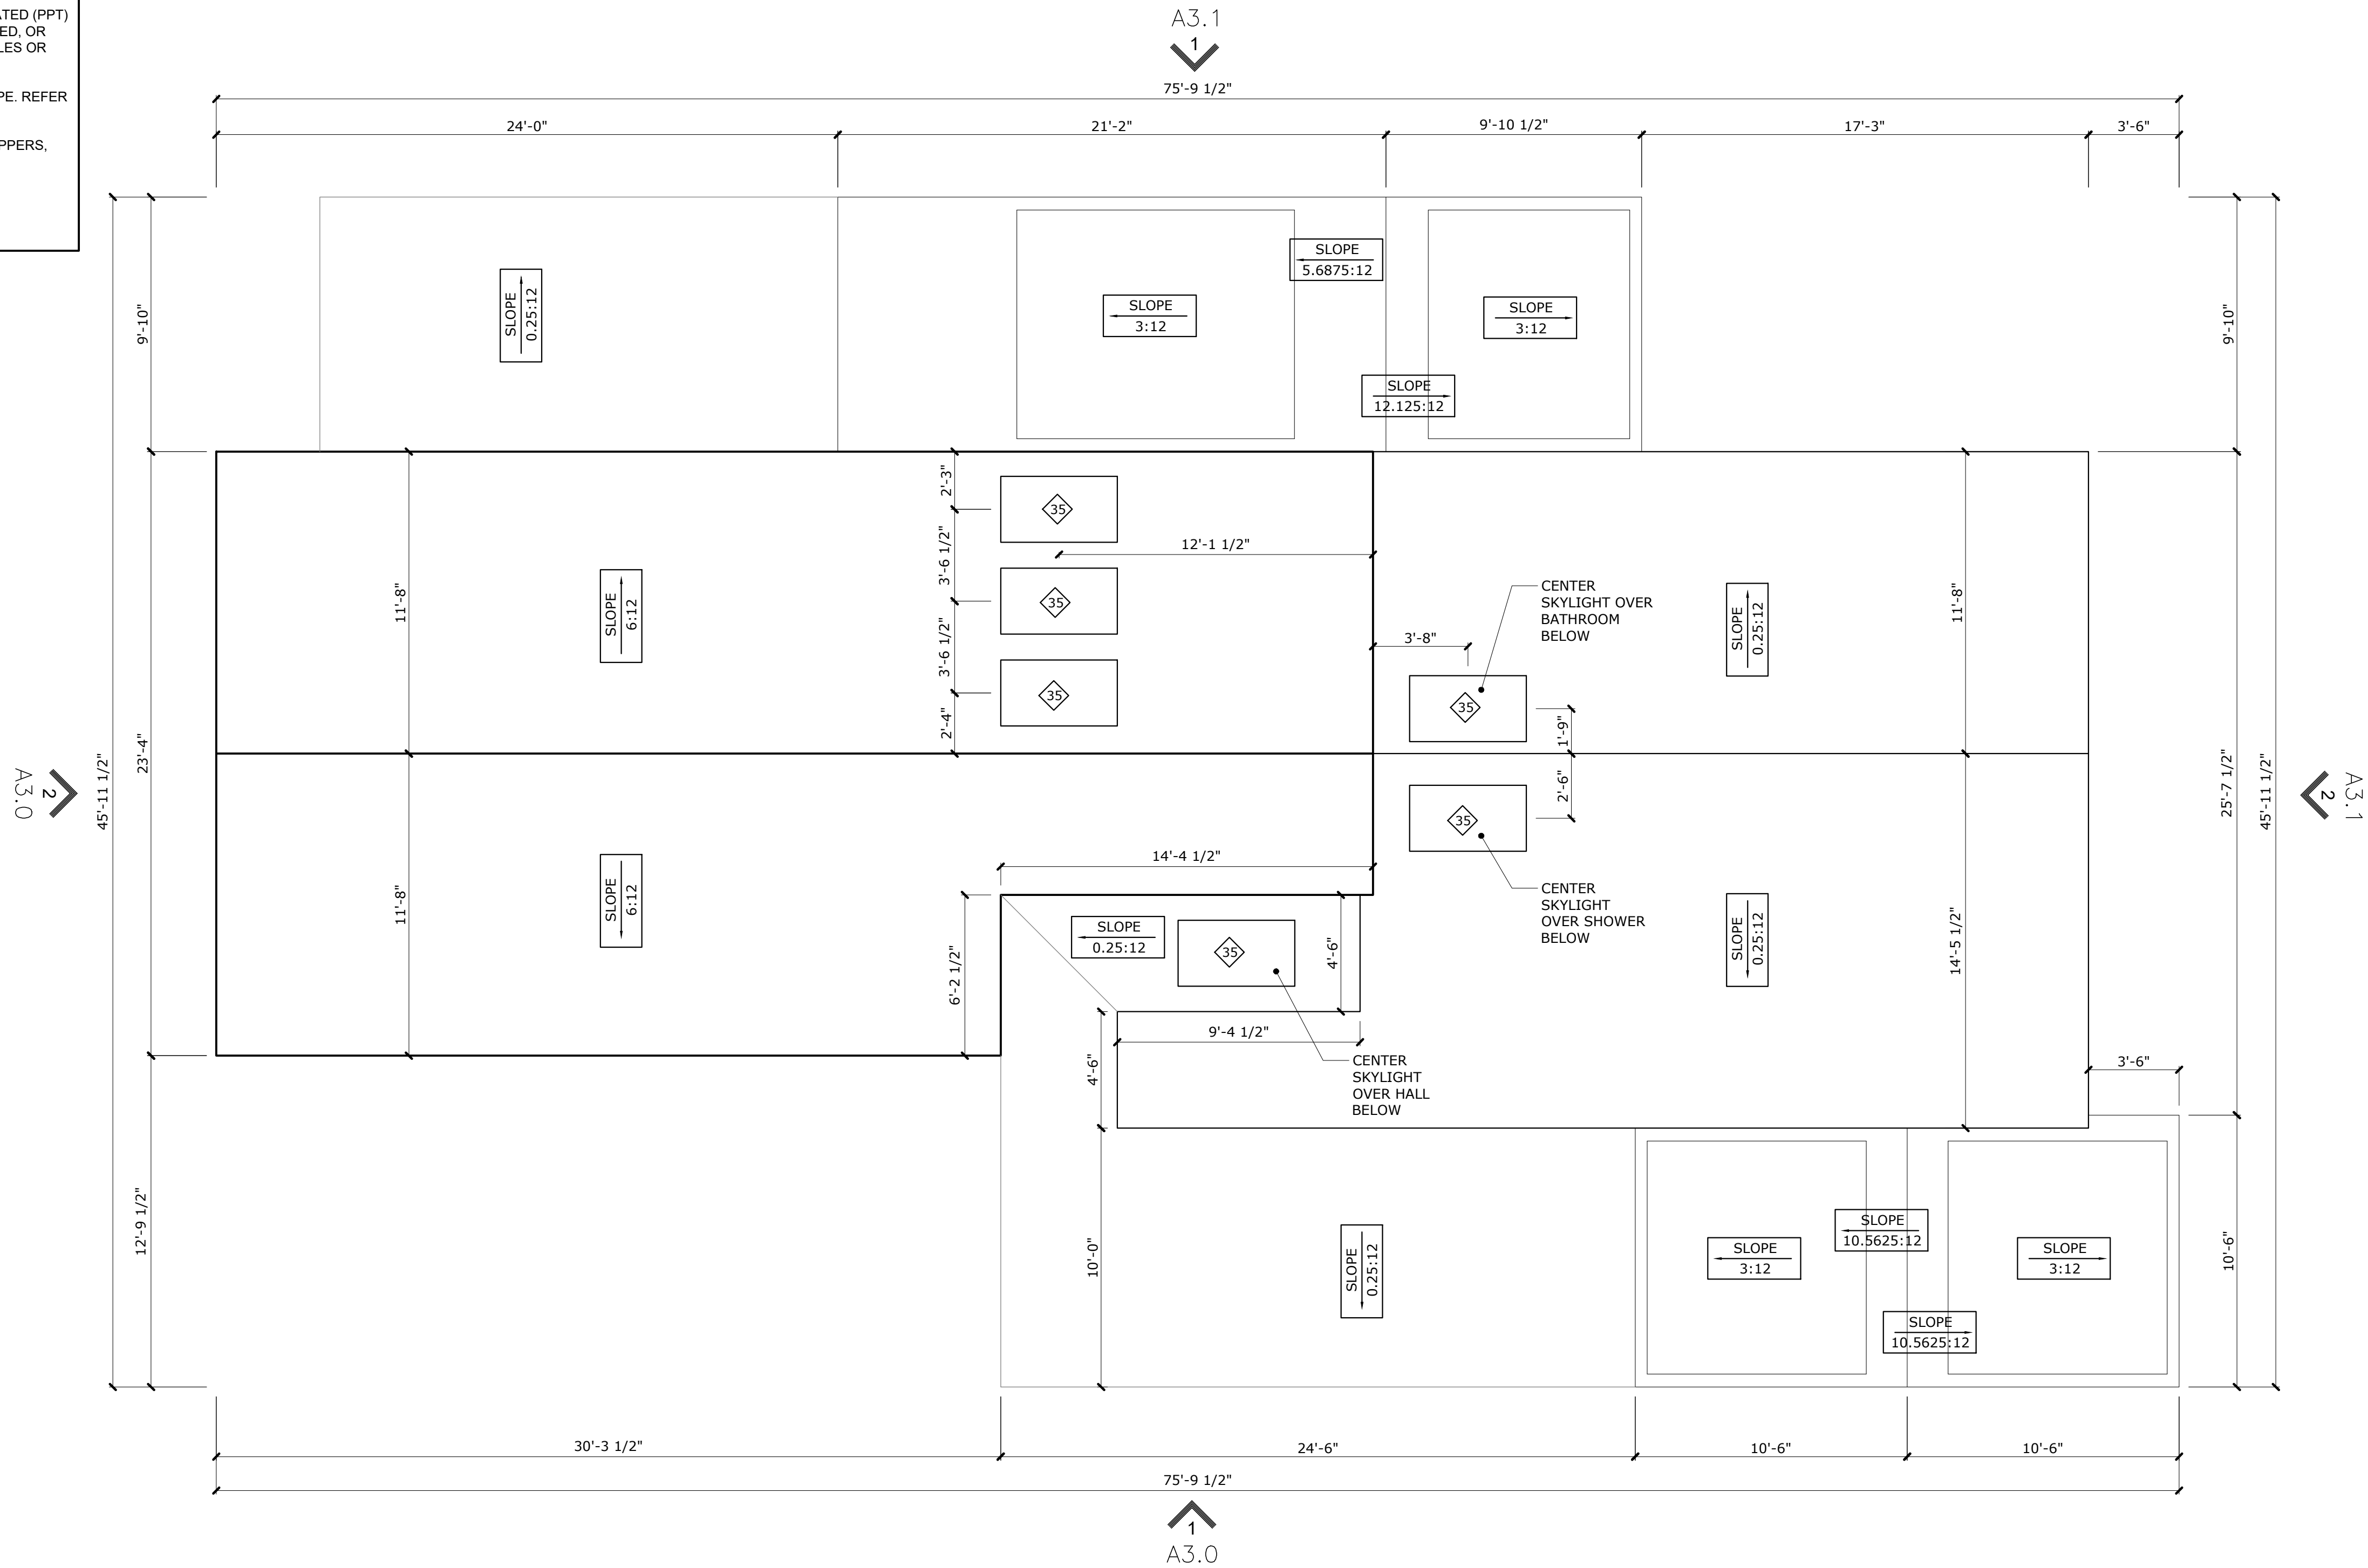 ATED (PPT)
ED, OR
LES OR
PE. REFER
PPERS,
A3.1
1
75'-9 1/2"
24'-0"
21'-2"
9'-10 1/2"
17'-3"
3'-6"
SLOPE
0.25:12
SLOPE
3:12
SLOPE
5.6875:12
SLOPE
3:12
SLOPE
12.125:12
9'-10"
9'-10"
23'-4"
45'-11 1/2"
A3.0
2
12'-9 1/2"
11'-8"
SLOPE
6:12
2'-3"
3'-6 1/2"
3'-6 1/2"
2'-4"
35
35
35
12'-1 1/2"
3'-8"
CENTER
SKYLIGHT OVER
BATHROOM
BELOW
35
1'-9"
SLOPE
0.25:12
11'-8"
11'-8"
SLOPE
6:12
14'-4 1/2"
6'-2 1/2"
SLOPE
0.25:12
35
4'-6"
9'-4 1/2"
4'-6"
CENTER
SKYLIGHT
OVER HALL
BELOW
35
2'-6"
CENTER
SKYLIGHT
OVER SHOWER
BELOW
SLOPE
0.25:12
14'-5 1/2"
25'-7 1/2"
45'-11 1/2"
A3.1
2
3'-6"
10'-0"
SLOPE
0.25:12
SLOPE
3:12
SLOPE
10.5625:12
SLOPE
10.5625:12
SLOPE
3:12
10'-6"
30'-3 1/2"
24'-6"
10'-6"
10'-6"
75'-9 1/2"
1
A3.0